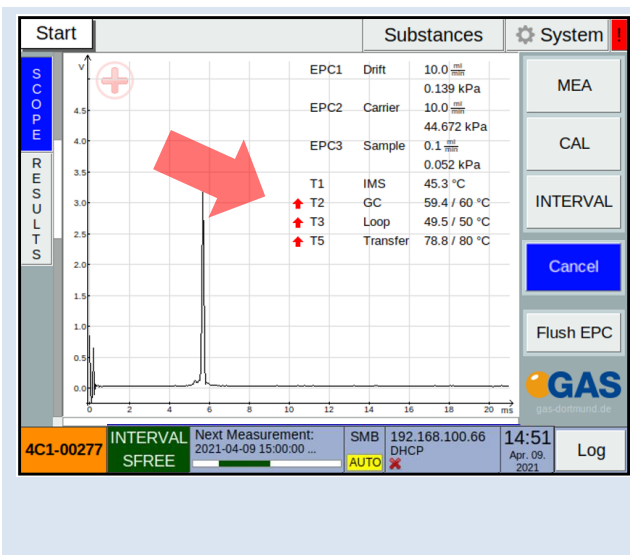 Start
Substances
System
!
SCOPE
RESULTS
V
4.5
4.0
3.5
3.0
2.5
2.0
1.5
1.0
0.5
0.0
0 2 4 6 8 10 12 14 16 18 20 ms
EPC1 Drift 10.0 ml/min
0.139 kPa
EPC2 Carrier 10.0 ml/min
44.672 kPa
EPC3 Sample 0.1 ml/min
0.052 kPa
T1 IMS 45.3 °C
T2 GC 59.4 / 60 °C
T3 Loop 49.5 / 50 °C
T5 Transfer 78.8 / 80 °C
MEA
CAL
INTERVAL
Cancel
Flush EPC
GAS
gas-dortmund.de
4C1-00277
INTERVAL
SFREE
Next Measurement:
2021-04-09 15:00:00 ...
SMB
AUTO
192.168.100.66
DHCP
14:51
Apr. 09.
2021
Log